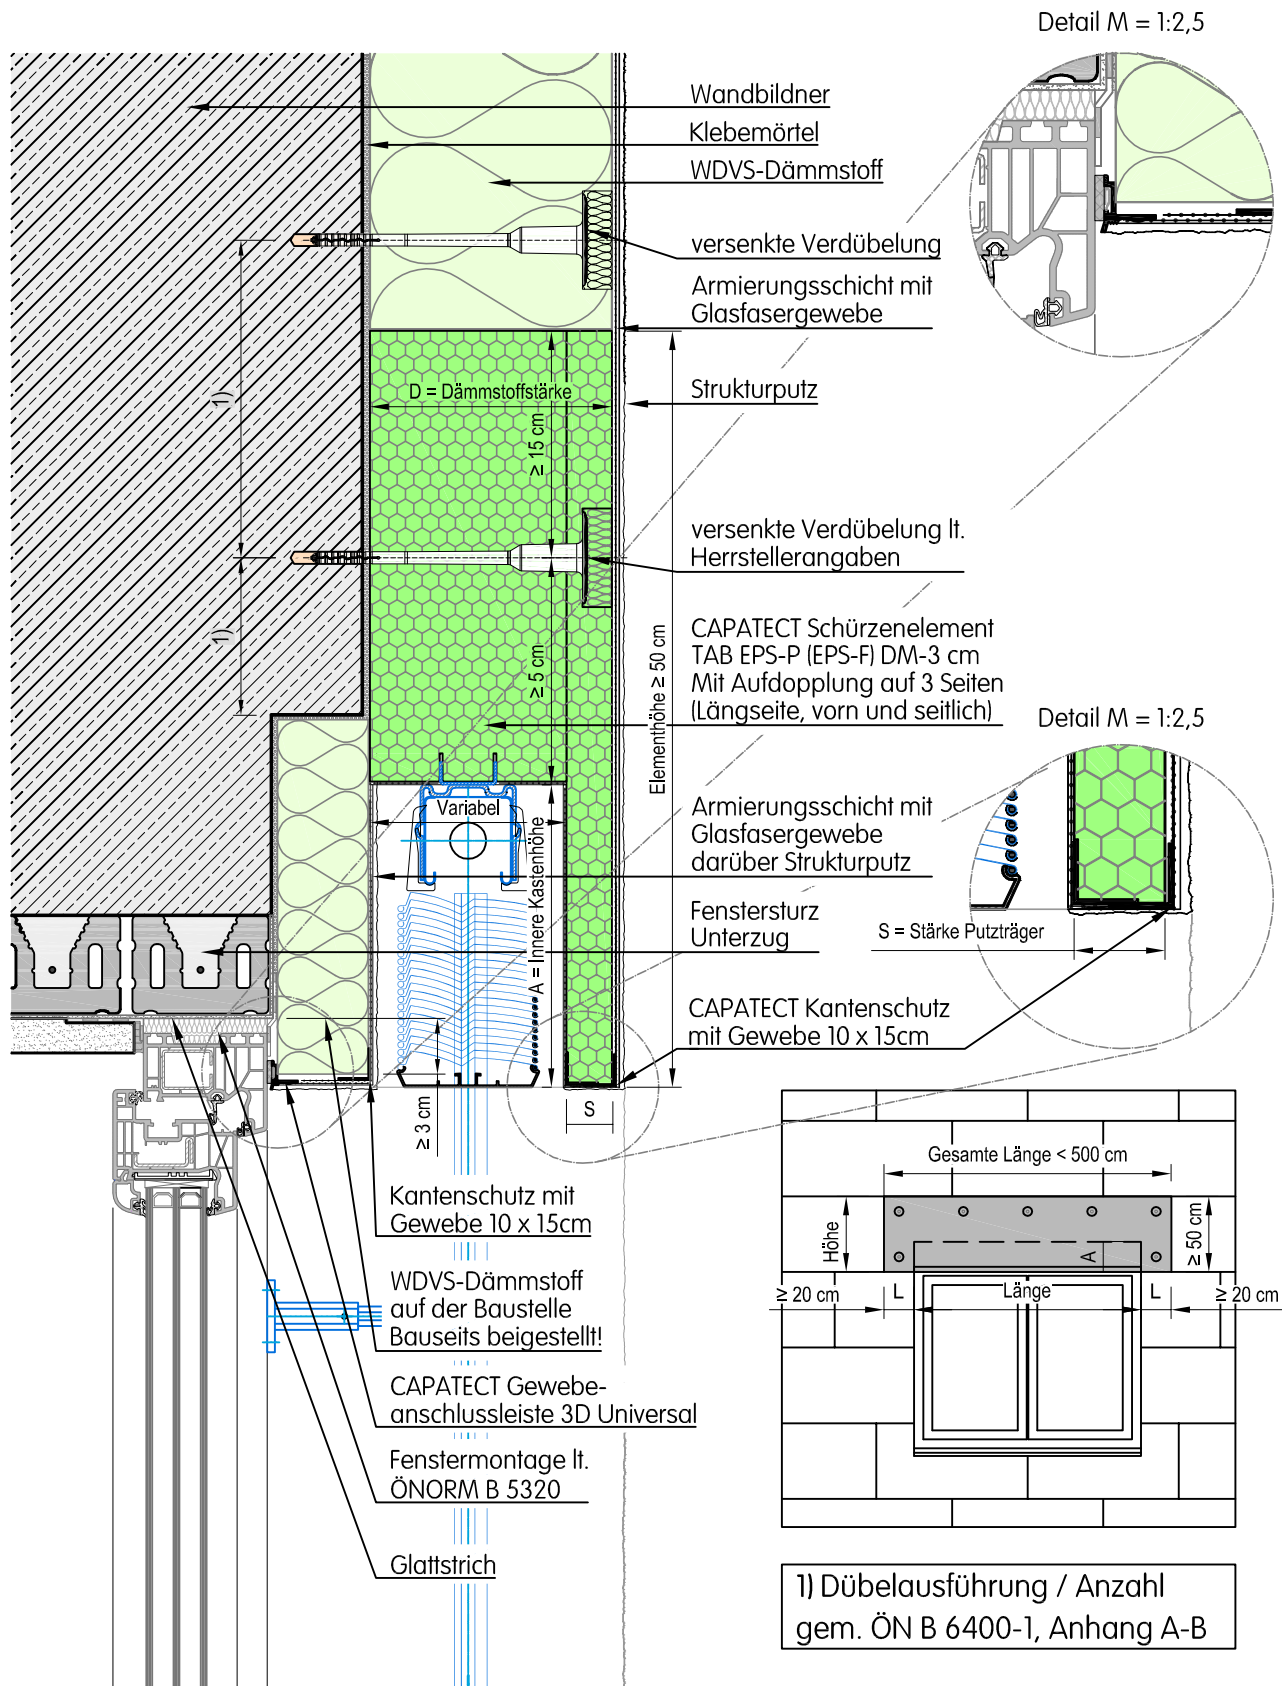 Detail M = 1:2,5
Wandbildner
Klebemörtel
WDVS-Dämmstoff
versenkte Verdübelung
Armierungsschicht mit
Glasfasergewebe
D = Dämmstoffstärke
Strukturputz
1)
≥ 15 cm
versenkte Verdübelung lt.
Herrstellerangaben
1)
≥ 5 cm
Elementhöhe ≥ 50 cm
CAPATECT Schürzenelement
TAB EPS-P (EPS-F) DM-3 cm
Mit Aufdopplung auf 3 Seiten
(Längseite, vorn und seitlich)
Detail M = 1:2,5
Variabel
A = Innere Kastenhöhe
Armierungsschicht mit
Glasfasergewebe
darüber Strukturputz
Fenstersturz
Unterzug
S = Stärke Putzträger
CAPATECT Kantenschutz
mit Gewebe 10 x 15cm
S
≥ 3 cm
Kantenschutz mit
Gewebe 10 x 15cm
WDVS-Dämmstoff
auf der Baustelle
Bauseits beigestellt!
CAPATECT Gewebe-
anschlussleiste 3D Universal
Fenstermontage lt.
ÖNORM B 5320
Glattstrich
Gesamte Länge < 500 cm
Höhe
A
≥ 50 cm
≥ 20 cm
L
Länge
L
≥ 20 cm
1) Dübelausführung / Anzahl
gem. ÖN B 6400-1, Anhang A-B